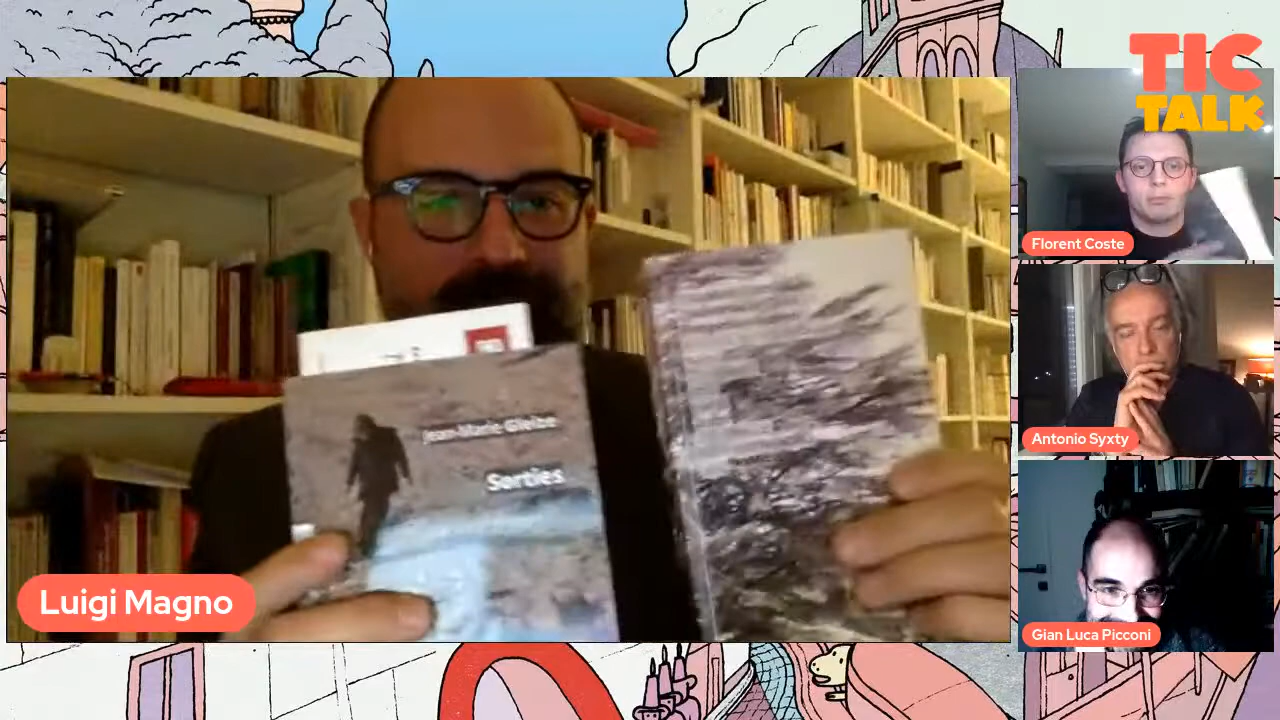 TIC
TALK
Florent Coste
Antonio Syxty
Jean-Marie Gleize
Sorties
Luigi Magno
Gian Luca Picconi